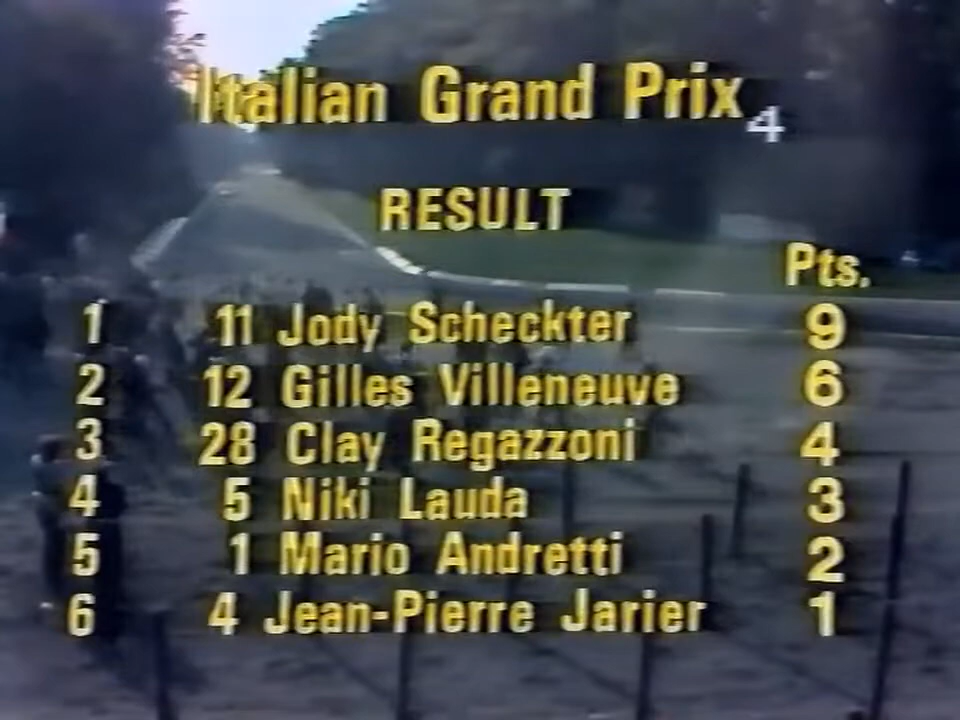 Italian Grand Prix
4
RESULT
Pts.
1 11 Jody Scheckter 9
2 12 Gilles Villeneuve 6
3 28 Clay Regazzoni 4
4 5 Niki Lauda 3
5 1 Mario Andretti 2
6 4 Jean-Pierre Jarier 1